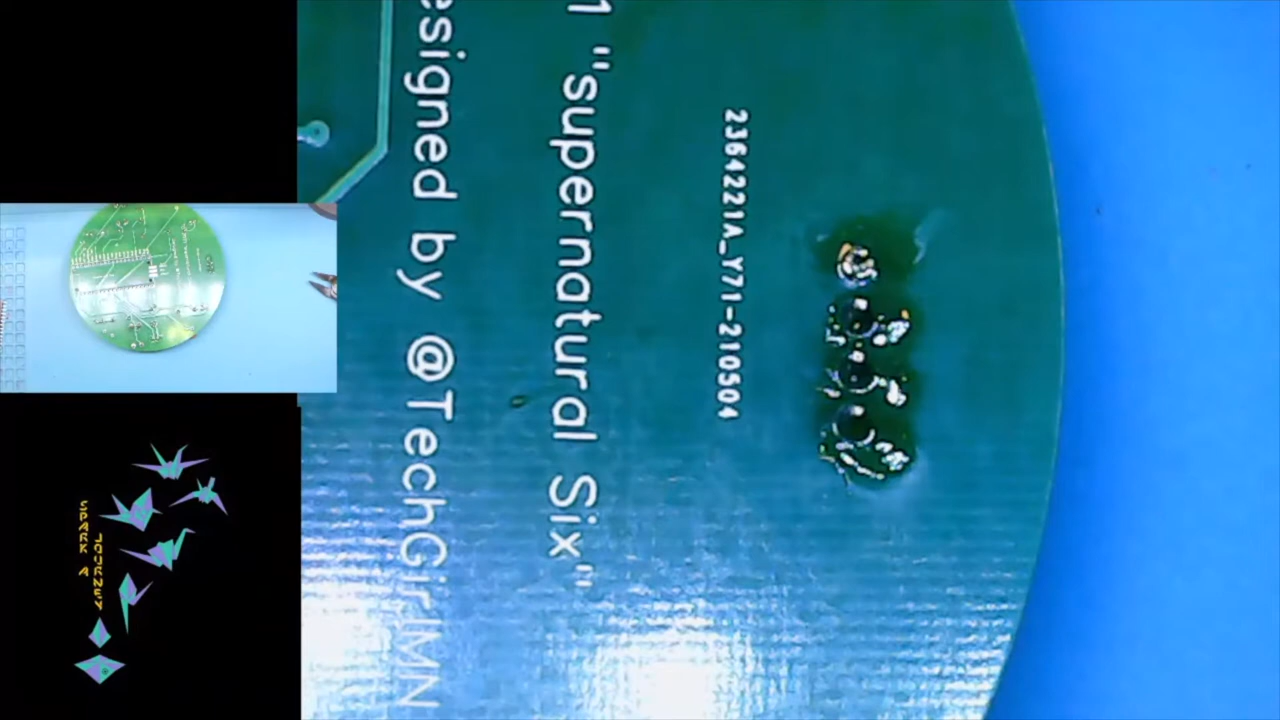 esigned by @TechGirlMN
1 "supernatural Six"
2364221A_Y71-210504
SPARK A
JOURNEY